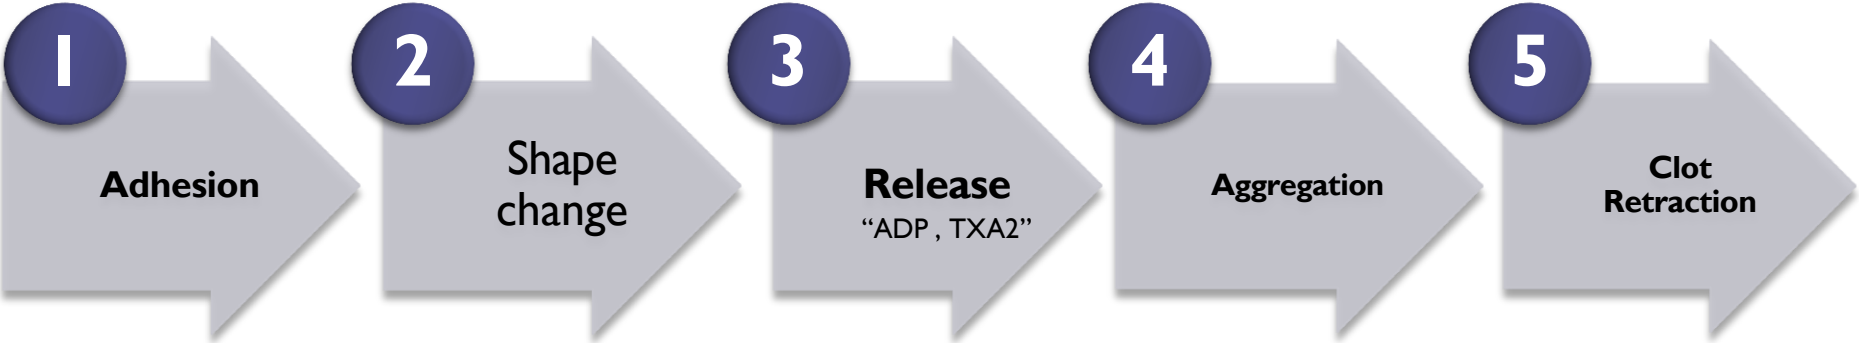 1
Adhesion
2
Shape
change
3
Release
“ADP , TXA2”
4
Aggregation
5
Clot
Retraction